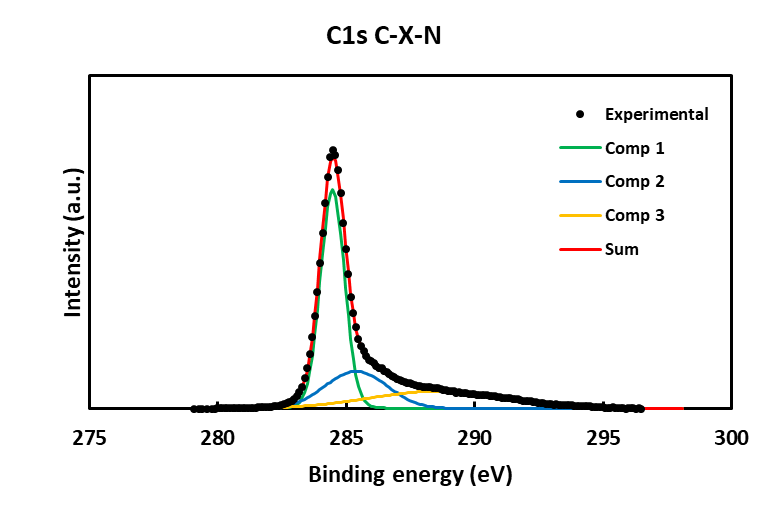 C1s C-X-N
Intensity (a.u.)
Experimental
Comp 1
Comp 2
Comp 3
Sum
275 280 285 290 295 300
Binding energy (eV)